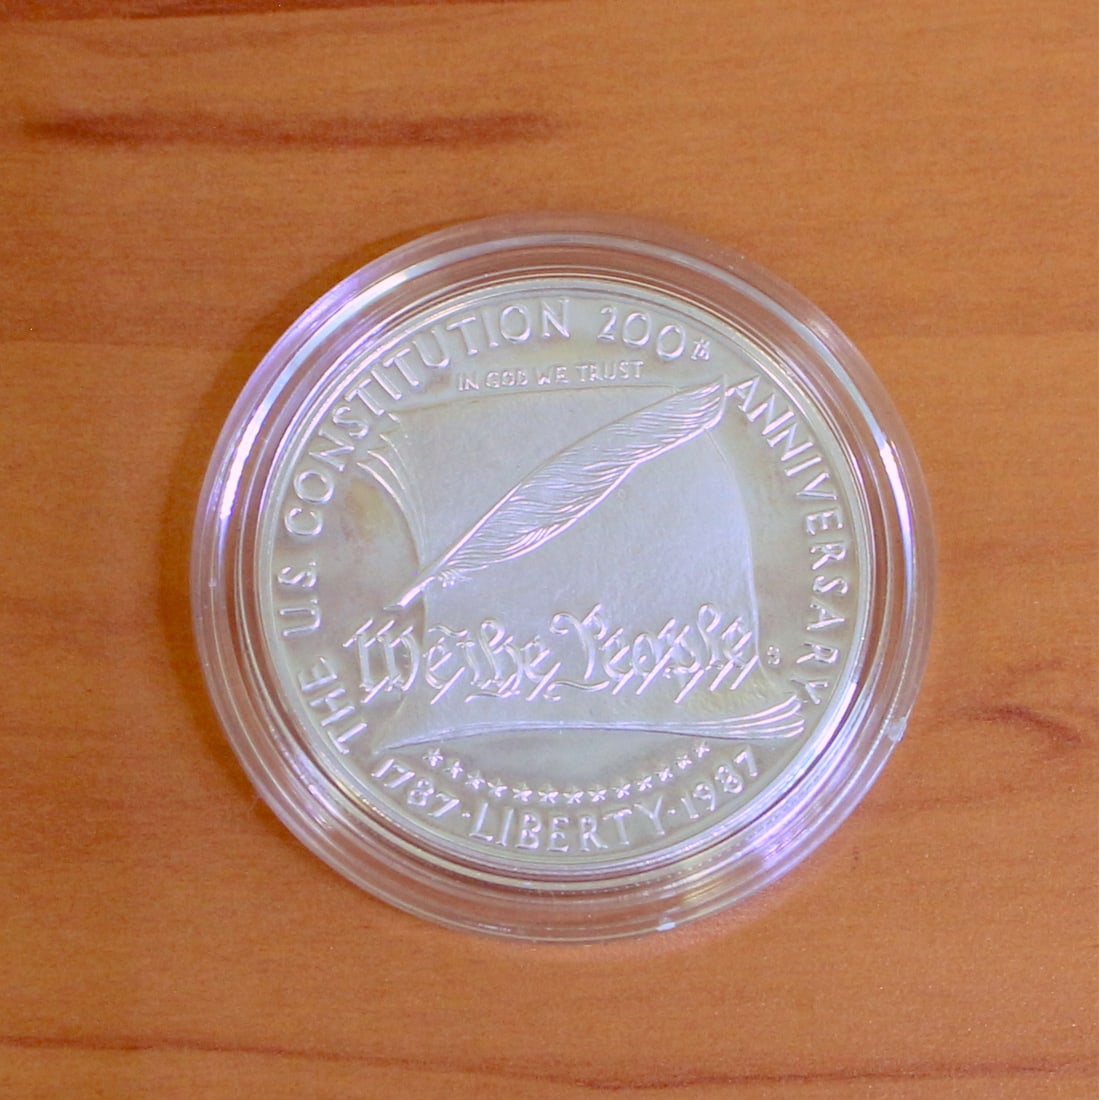 THE U.S. CONSTITUTION 200th ANNIVERSARY
IN GOD WE TRUST
We the People
S
1787 · LIBERTY · 1987